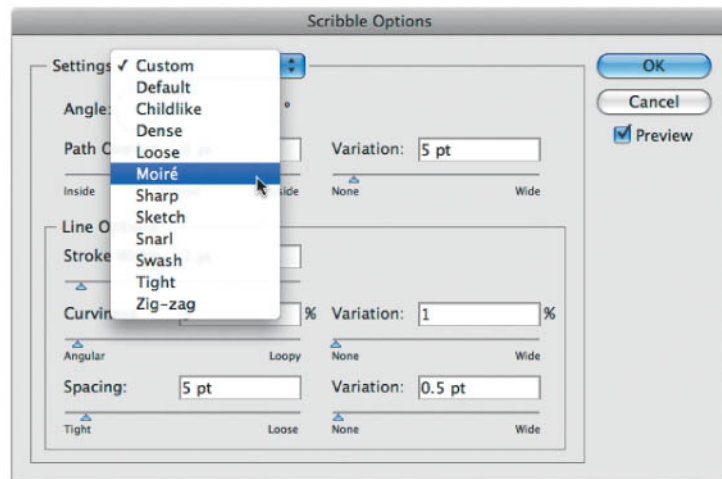 Scribble Options
Settings ✓ Custom
Default
Childlike
Dense
Loose
Moiré
Sharp
Sketch
Snarl
Swash
Tight
Zig-zag
OK
Cancel
Preview
Angle: °
Path
Variation: 5 pt
Inside
None Wide
Line
Stroke
% Variation: 1 %
Angular Loopy None Wide
Spacing: 5 pt Variation: 0.5 pt
Tight Loose None Wide